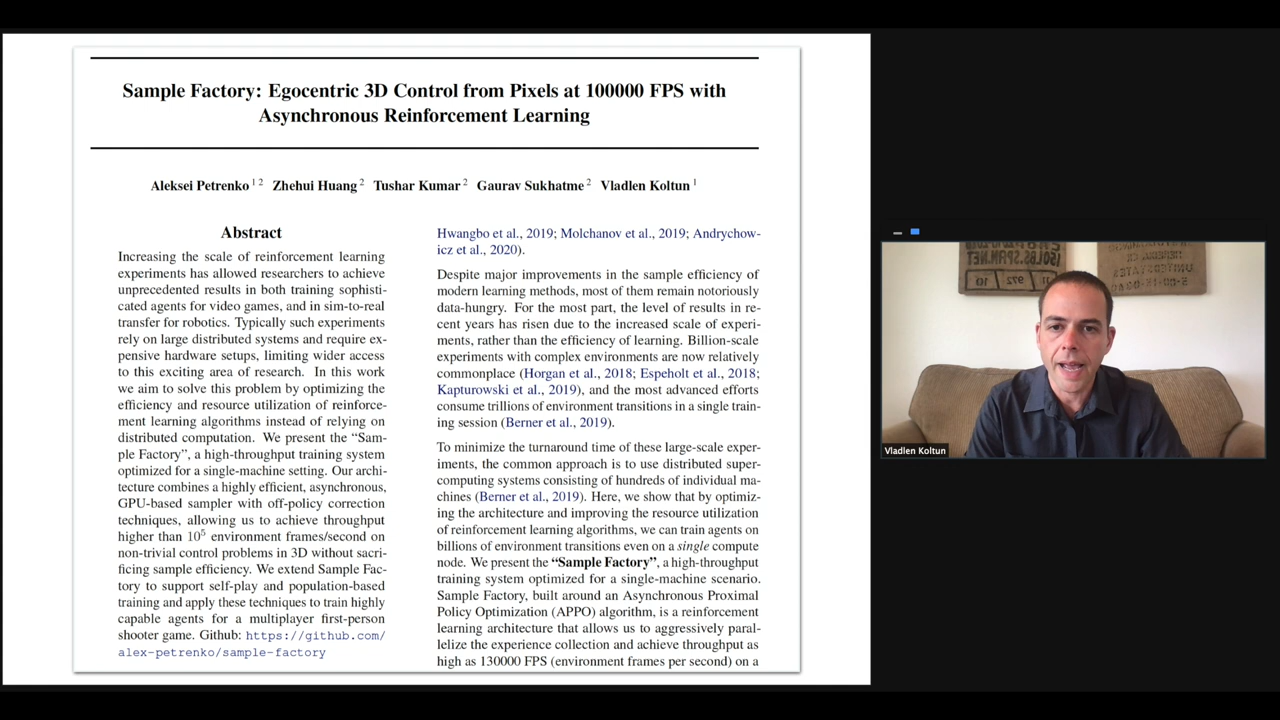 Sample Factory: Egocentric 3D Control from Pixels at 100000 FPS with
Asynchronous Reinforcement Learning
Aleksei Petrenko 1 2 Zhehui Huang 2 Tushar Kumar 2 Gaurav Sukhatme 2 Vladlen Koltun 1
Abstract
Increasing the scale of reinforcement learning
experiments has allowed researchers to achieve
unprecedented results in both training sophisti-
cated agents for video games, and in sim-to-real
transfer for robotics. Typically such experiments
rely on large distributed systems and require ex-
pensive hardware setups, limiting wider access
to this exciting area of research. In this work
we aim to solve this problem by optimizing the
efficiency and resource utilization of reinforce-
ment learning algorithms instead of relying on
distributed computation. We present the “Sam-
ple Factory”, a high-throughput training system
optimized for a single-machine setting. Our archi-
tecture combines a highly efficient, asynchronous,
GPU-based sampler with off-policy correction
techniques, allowing us to achieve throughput
higher than 10⁵ environment frames/second on
non-trivial control problems in 3D without sacri-
ficing sample efficiency. We extend Sample Fac-
tory to support self-play and population-based
training and apply these techniques to train highly
capable agents for a multiplayer first-person
shooter game. Github: https://github.com/
alex-petrenko/sample-factory
Hwangbo et al., 2019; Molchanov et al., 2019; Andrychow-
icz et al., 2020).
Despite major improvements in the sample efficiency of
modern learning methods, most of them remain notoriously
data-hungry. For the most part, the level of results in re-
cent years has risen due to the increased scale of experi-
ments, rather than the efficiency of learning. Billion-scale
experiments with complex environments are now relatively
commonplace (Horgan et al., 2018; Espeholt et al., 2018;
Kapturowski et al., 2019), and the most advanced efforts
consume trillions of environment transitions in a single train-
ing session (Berner et al., 2019).
To minimize the turnaround time of these large-scale exper-
iments, the common approach is to use distributed super-
computing systems consisting of hundreds of individual ma-
chines (Berner et al., 2019). Here, we show that by optimiz-
ing the architecture and improving the resource utilization
of reinforcement learning algorithms, we can train agents on
billions of environment transitions even on a single compute
node. We present the “Sample Factory”, a high-throughput
training system optimized for a single-machine scenario.
Sample Factory, built around an Asynchronous Proximal
Policy Optimization (APPO) algorithm, is a reinforcement
learning architecture that allows us to aggressively paral-
lelize the experience collection and achieve throughput as
high as 130000 FPS (environment frames per second) on a
Vladlen Koltun